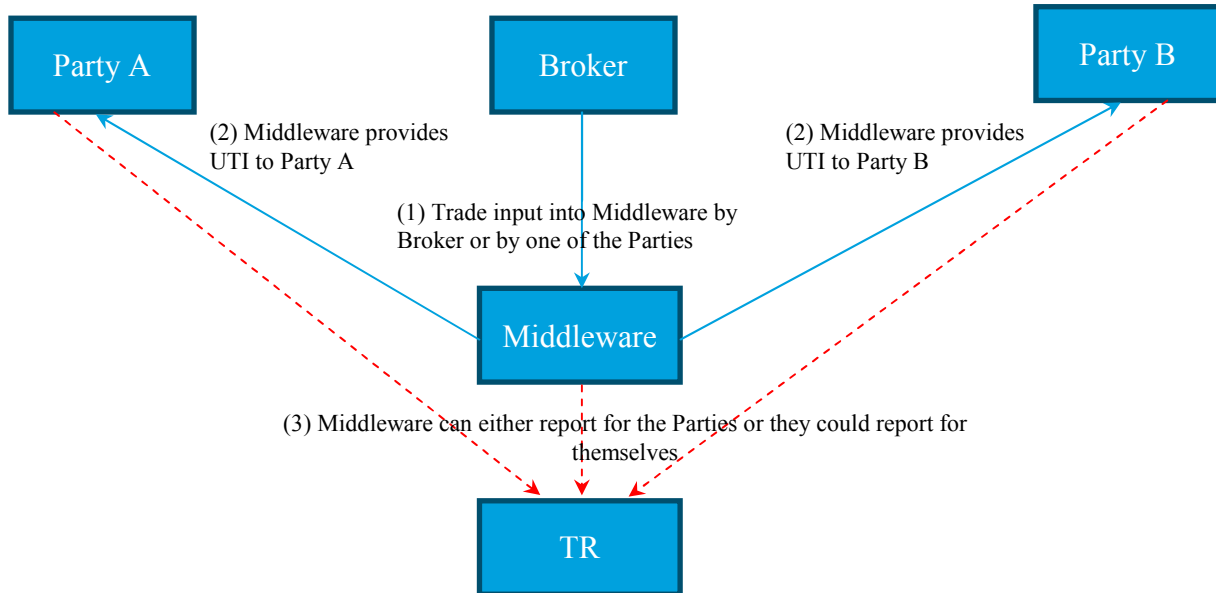 Party A
Broker
Party B
(2) Middleware provides
UTI to Party A
(2) Middleware provides
UTI to Party B
(1) Trade input into Middleware by
Broker or by one of the Parties
Middleware
(3) Middleware can either report for the Parties or they could report for
themselves
TR